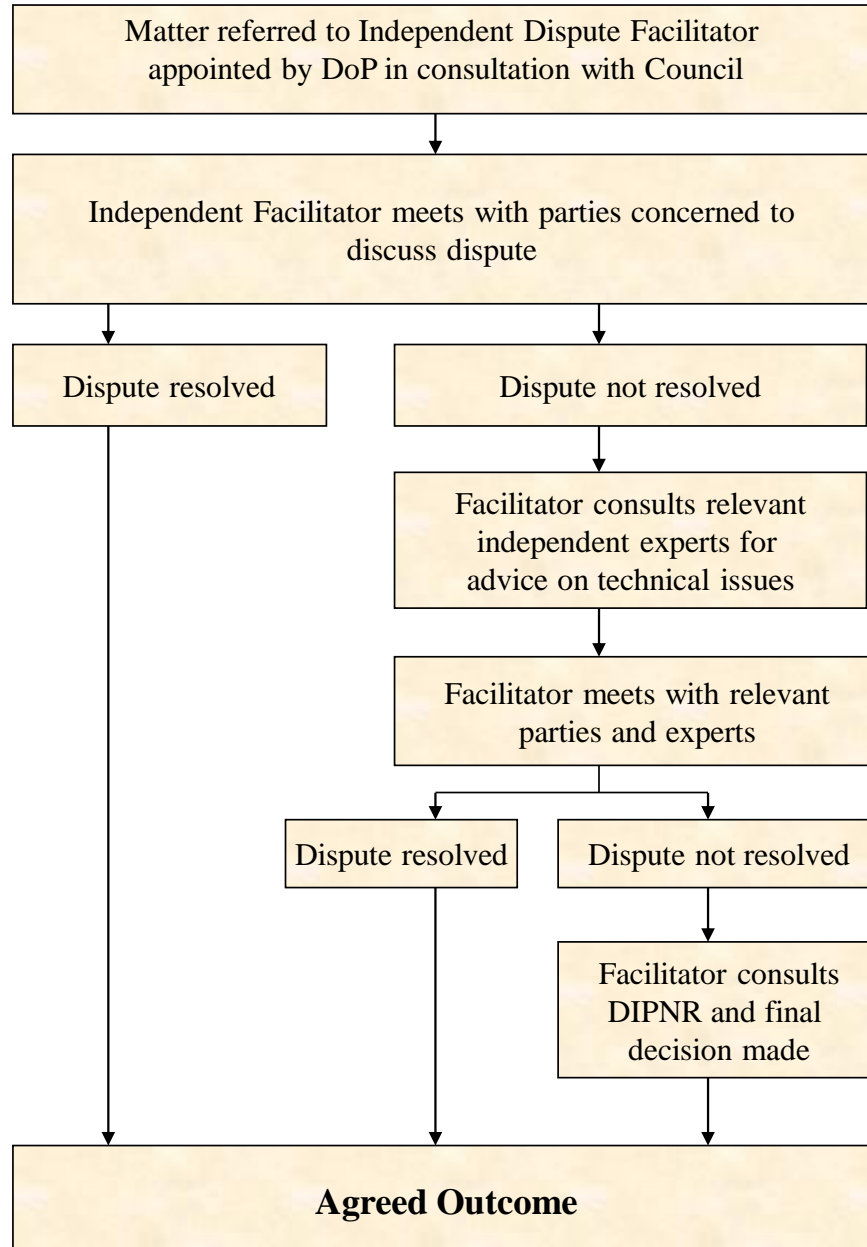 Matter referred to Independent Dispute Facilitator
appointed by DoP in consultation with Council
Independent Facilitator meets with parties concerned to
discuss dispute
Dispute resolved
Dispute not resolved
Facilitator consults relevant
independent experts for
advice on technical issues
Facilitator meets with relevant
parties and experts
Dispute resolved
Dispute not resolved
Facilitator consults
DIPNR and final
decision made
Agreed Outcome